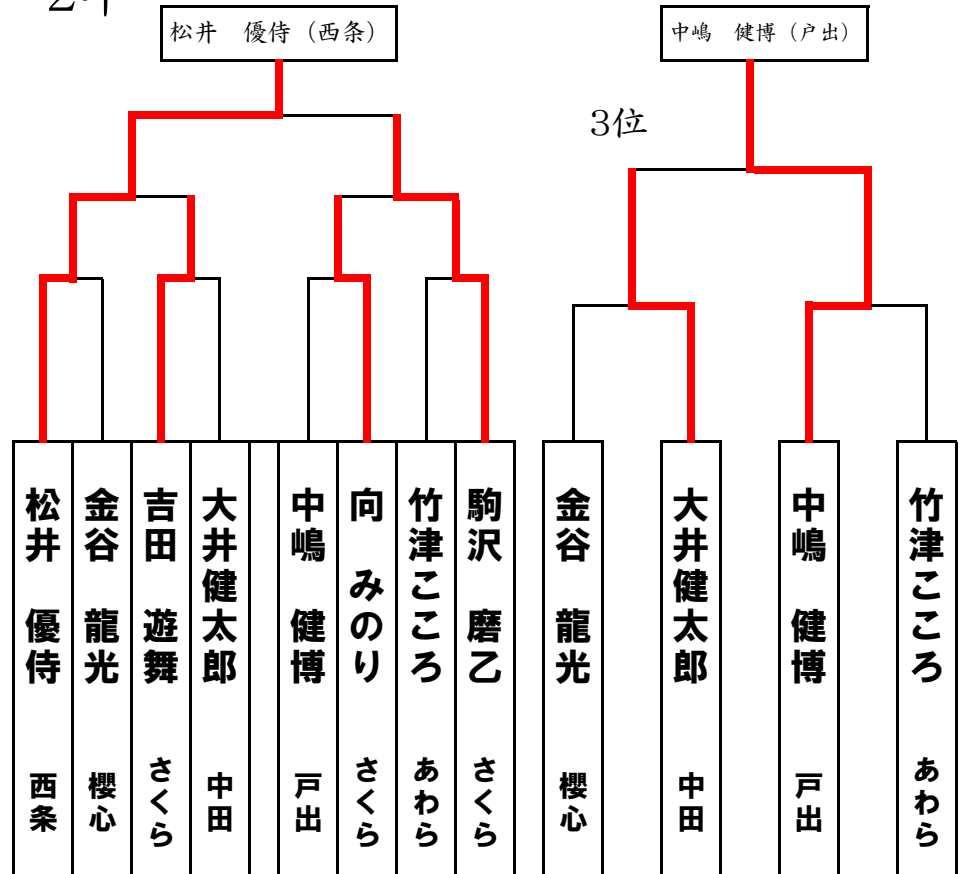 松井　優侍（西条）
中嶋　健博（戸出）
3位
松井　優侍　西条
金谷　龍光　櫻心
吉田　遊舞　さくら
大井健太郎　中田
中嶋　健博　戸出
向　みのり　さくら
竹津こころ　あわら
駒沢　磨乙　さくら
金谷　龍光　櫻心
大井健太郎　中田
中嶋　健博　戸出
竹津こころ　あわら